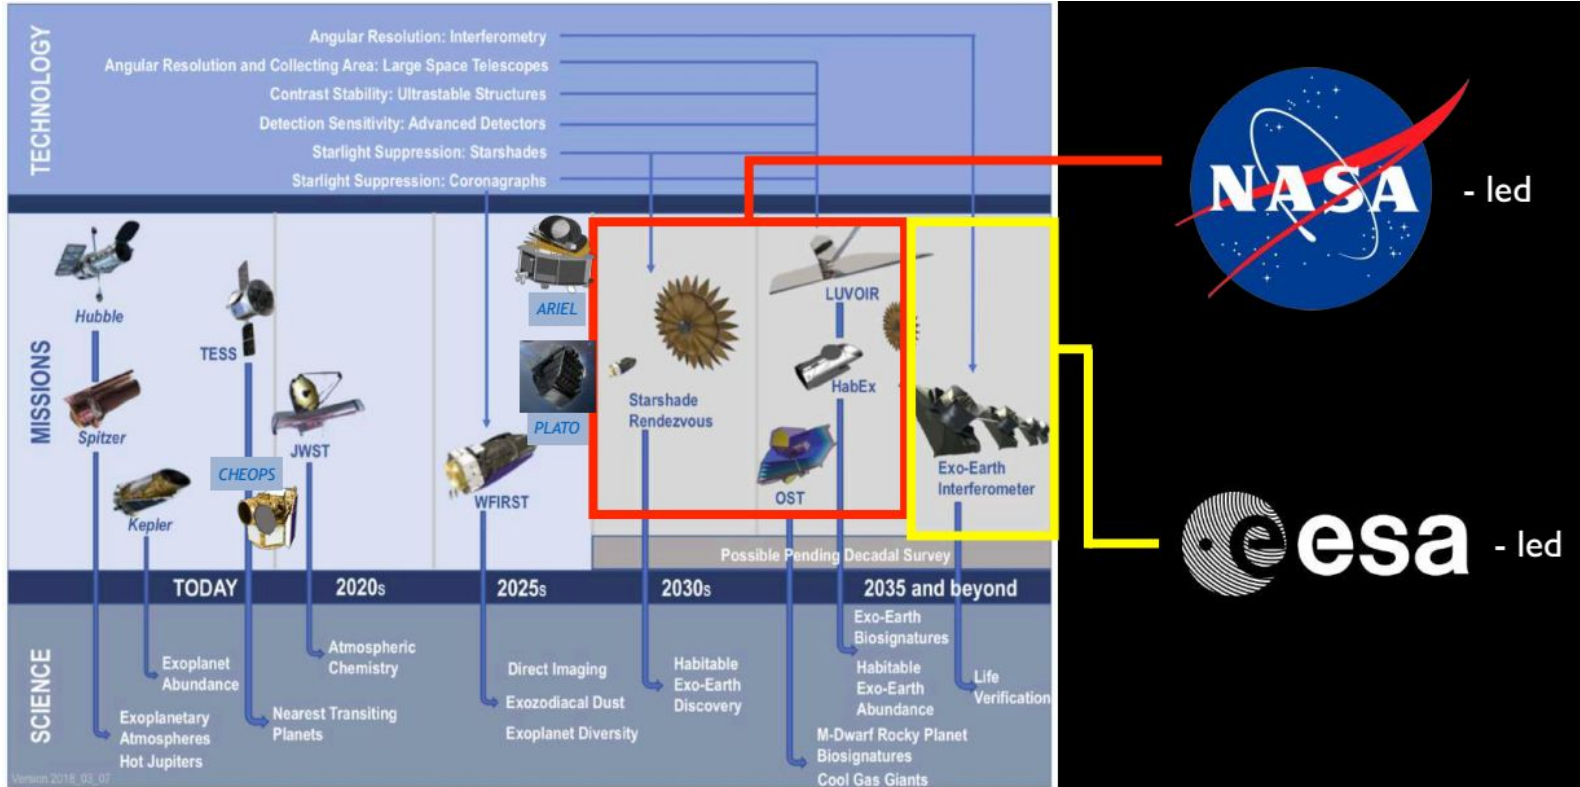 TECHNOLOGY
Angular Resolution: Interferometry
Angular Resolution and Collecting Area: Large Space Telescopes
Contrast Stability: Ultrastable Structures
Detection Sensitivity: Advanced Detectors
Starlight Suppression: Starshades
Starlight Suppression: Coronagraphs
MISSIONS
Hubble
Spitzer
Kepler
TESS
CHEOPS
JWST
WFIRST
ARIEL
PLATO
Starshade
Rendezvous
LUVOIR
HabEx
OST
Exo-Earth
Interferometer
Possible Pending Decadal Survey
TODAY
2020s
2025s
2030s
2035 and beyond
SCIENCE
Exoplanet
Abundance
Exoplanetary
Atmospheres
Hot Jupiters
Nearest Transiting
Planets
Atmospheric
Chemistry
Direct Imaging
Exozodiacal Dust
Exoplanet Diversity
Habitable
Exo-Earth
Discovery
Exo-Earth
Biosignatures
Habitable
Exo-Earth
Abundance
M-Dwarf Rocky Planet
Biosignatures
Cool Gas Giants
Life
Verification
Version 2018_03_07
NASA
- led
esa
- led